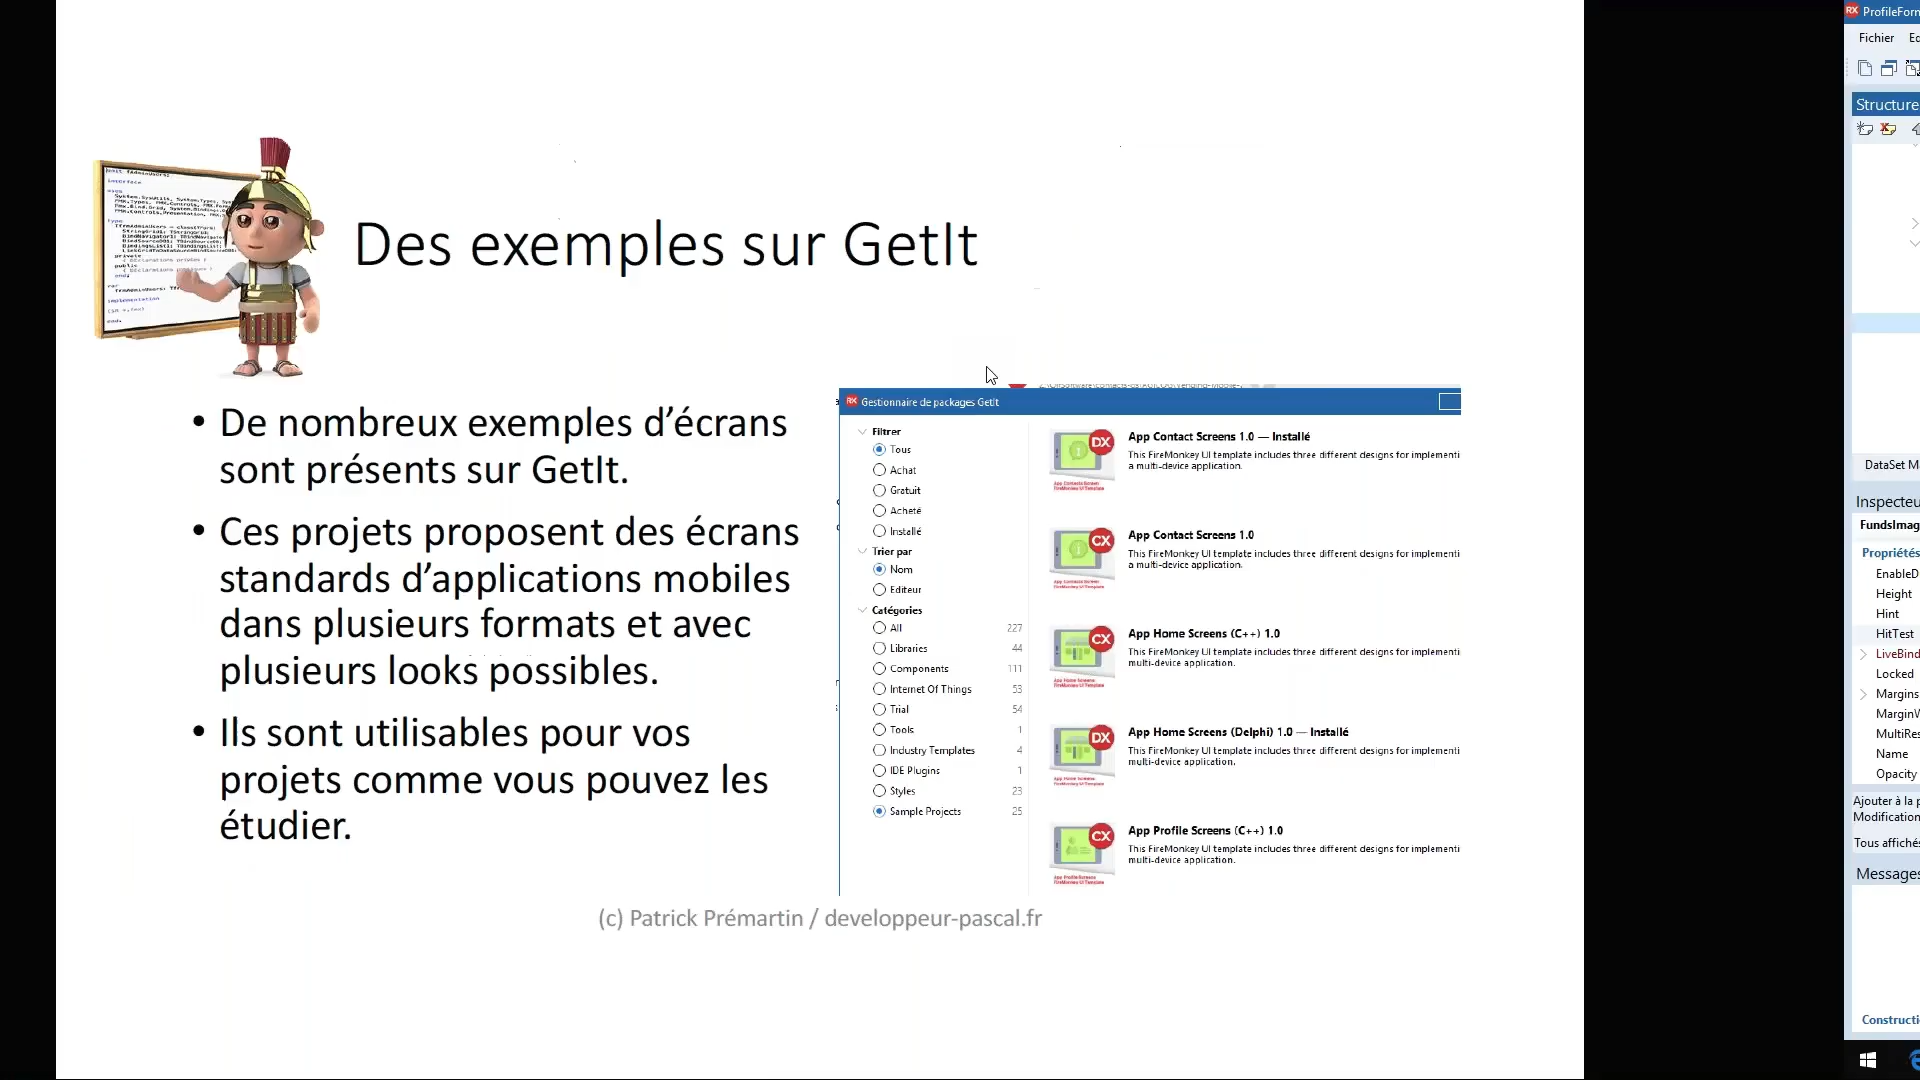 Des exemples sur GetIt
• De nombreux exemples d’écrans
sont présents sur GetIt.
• Ces projets proposent des écrans
standards d’applications mobiles
dans plusieurs formats et avec
plusieurs looks possibles.
• Ils sont utilisables pour vos
projets comme vous pouvez les
étudier.
Gestionnaire de packages GetIt
Filtrer
Tous
Achat
Gratuit
Acheté
Installé
Trier par
Nom
Editeur
Catégories
All 227
Libraries 44
Components 111
Internet Of Things 53
Trial 54
Tools 1
Industry Templates 4
IDE Plugins 1
Styles 23
Sample Projects 25
DX
App Contact Screens 1.0 — Installé
This FireMonkey UI template includes three different designs for implementi
a multi-device application.
CX
App Contact Screens 1.0
This FireMonkey UI template includes three different designs for implementi
a multi-device application.
CX
App Home Screens (C++) 1.0
This FireMonkey UI template includes three different designs for implementi
multi-device application.
DX
App Home Screens (Delphi) 1.0 — Installé
This FireMonkey UI template includes three different designs for implementi
multi-device application.
CX
App Profile Screens (C++) 1.0
This FireMonkey UI template includes three different designs for implementi
multi-device application.
(c) Patrick Prémartin / developpeur-pascal.fr
RX ProfileForm
Fichier Ed
Structure
DataSet Ma
Inspecteu
FundsImag
Propriétés
EnableD
Height
Hint
HitTest
LiveBind
Locked
Margins
MarginW
MultiRes
Name
Opacity
Ajouter à la p
Modification
Tous affichés
Messages
Constructi